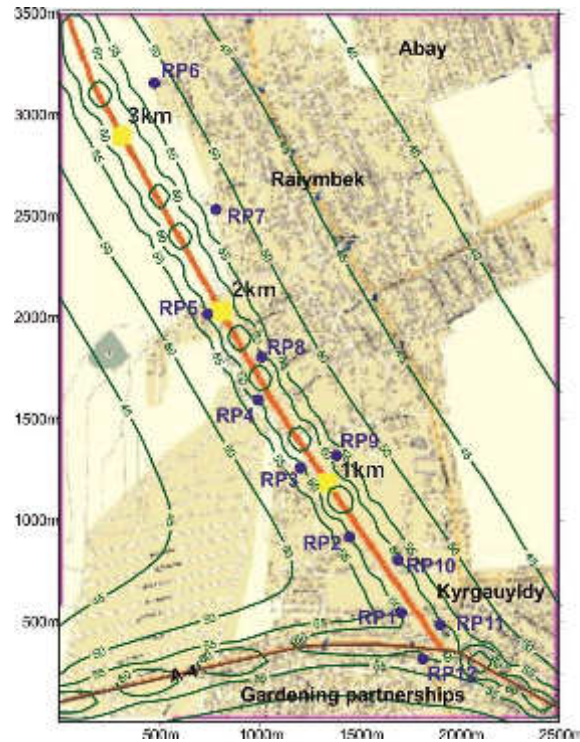 3500m
Abay
RP6
3000m
3km
Raiymbek
2500m
RP7
2km
RP5
2000m
RP8
RP4
1500m
RP9
RP3
1km
1000m
RP2
RP10
Kyrgauyldy
500m
RP1
RP11
A-4
RP12
Gardening partnerships
500m
1000m
1500m
2000m
2500m